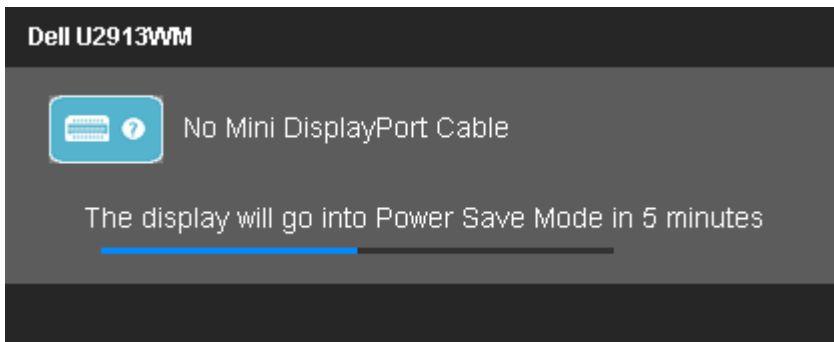 Dell U2913WM
? No Mini DisplayPort Cable
The display will go into Power Save Mode in 5 minutes